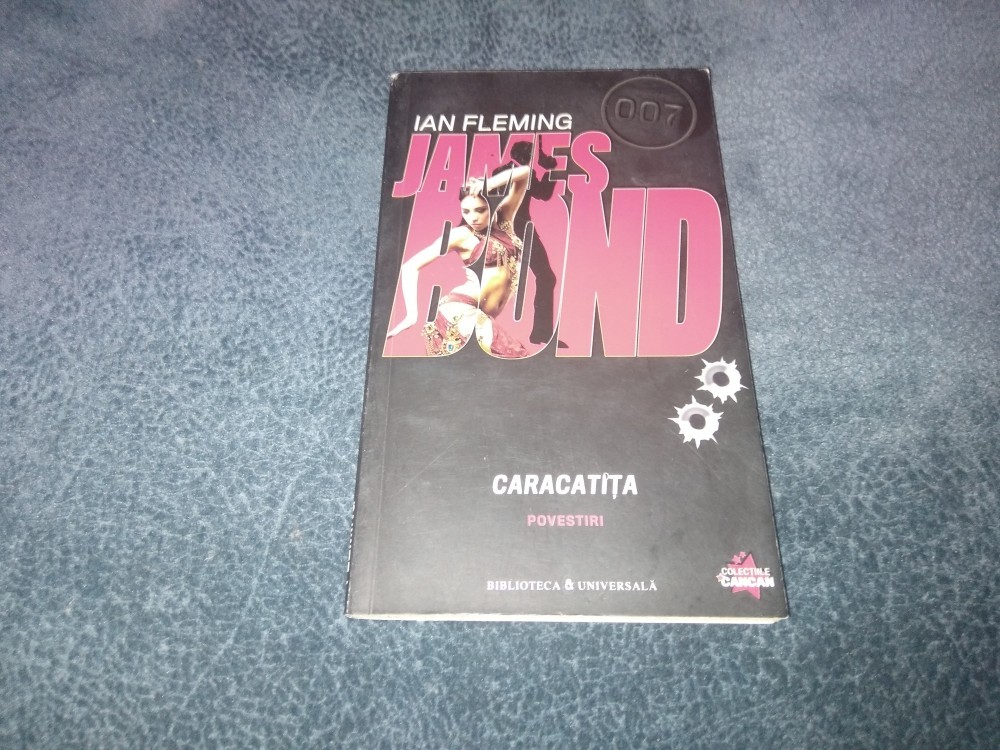 007
IAN FLEMING
JAMES
BOND
CARACATIȚA
POVESTIRI
BIBLIOTECA & UNIVERSALĂ
COLECȚIILE
CANCAN